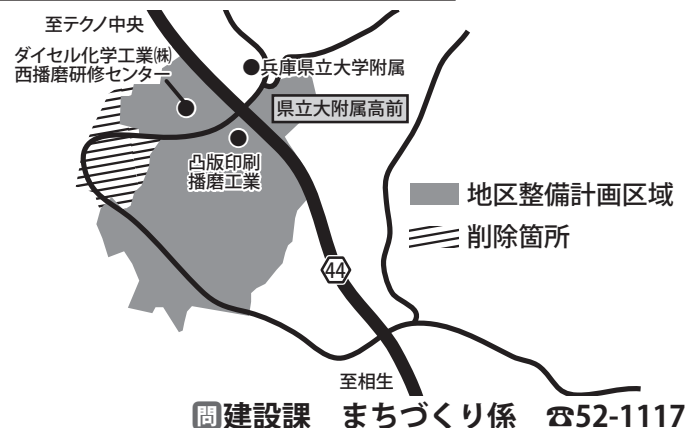 至テクノ中央
ダイセル化学工業㈱
西播磨研修センター
兵庫県立大学附属
県立大附属高前
凸版印刷
播磨工業
地区整備計画区域
削除箇所
44
至相生
問建設課　まちづくり係　☎52-1117